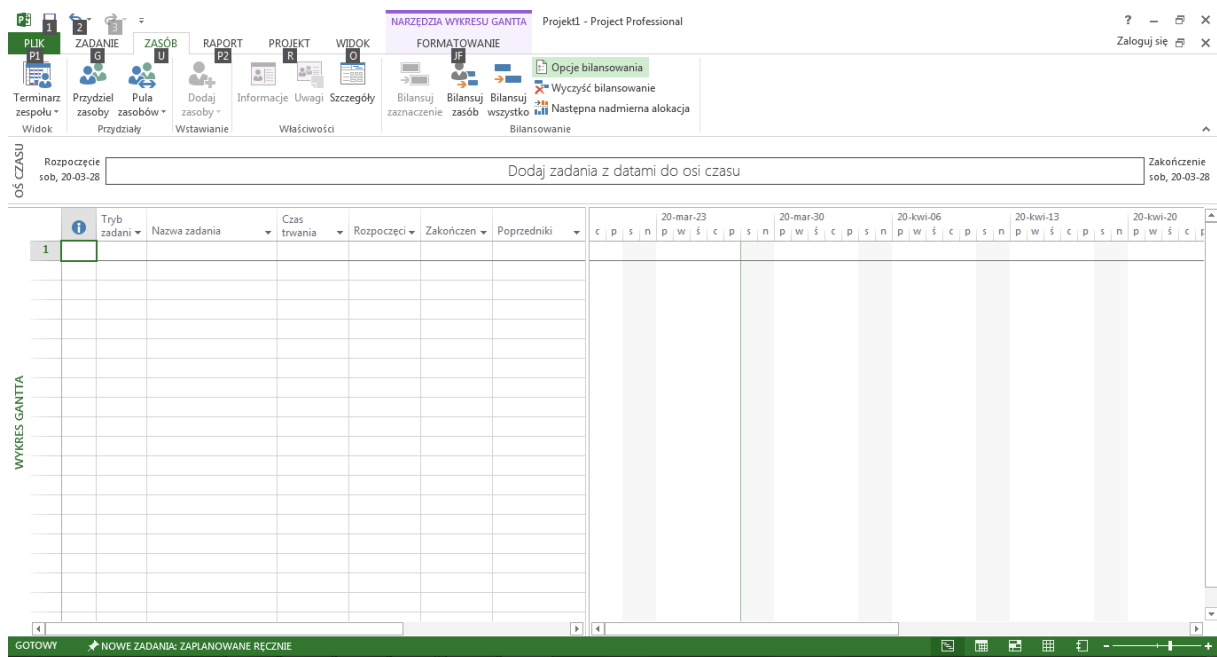 NARZĘDZIA WYKRESU GANTTA Projekt1 - Project Professional
1 2 3
PLIK ZADANIE ZASÓB RAPORT PROJEKT WIDOK FORMATOWANIE Zaloguj się
P1 G U P2 R O JF
Terminarz zespołu
Przydziel zasoby
Pula zasobów
Dodaj zasoby
Informacje Uwagi Szczegóły
Bilansuj zaznaczenie
Bilansuj zasób
Bilansuj wszystko
Opcje bilansowania
Wyczyść bilansowanie
Następna nadmierna alokacja
Widok Przydziały Wstawianie Właściwości Bilansowanie
OŚ CZASU
Rozpoczęcie
sob, 20-03-28
Dodaj zadania z datami do osi czasu
Zakończenie
sob, 20-03-28
Tryb zadani
Nazwa zadania
Czas trwania
Rozpoczęci
Zakończen
Poprzedniki
20-mar-23 20-mar-30 20-kwi-06 20-kwi-13 20-kwi-20
c p s n p w ś c p s n p w ś c p s n p w ś c p s n p w ś c p s n p w ś c p
1
WYKRES GANTTA
GOTOWY NOWE ZADANIA: ZAPLANOWANE RĘCZNIE